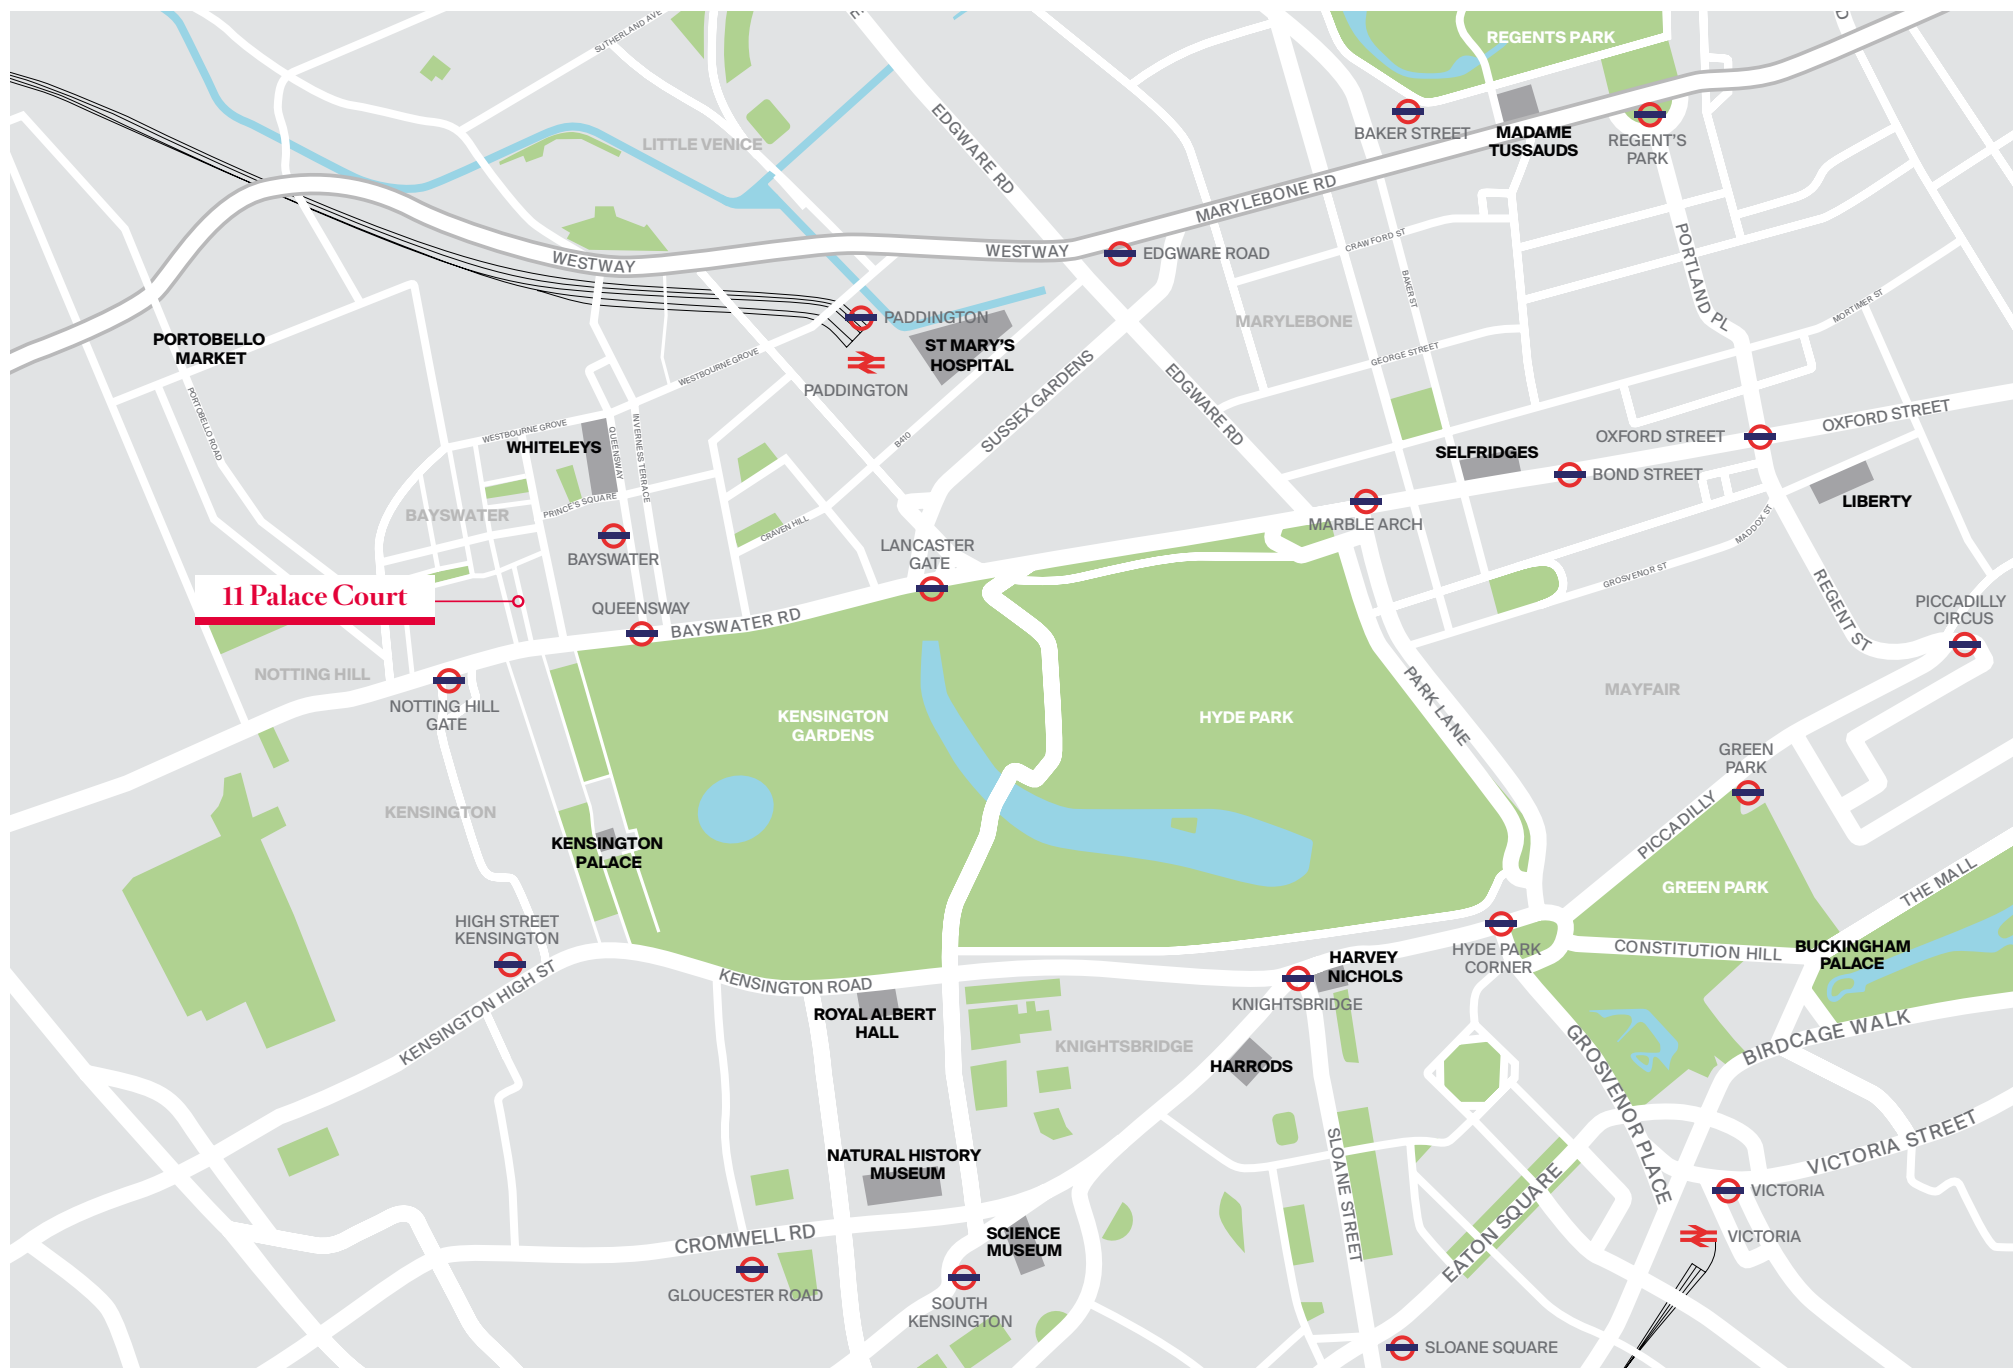 SUTHERLAND AVE
REGENTS PARK
EDGWARE RD
LITTLE VENICE
BAKER STREET
MADAME
TUSSAUDS
REGENT'S
PARK
MARYLEBONE RD
WESTWAY
WESTWAY
EDGWARE ROAD
CRAWFORD ST
BAKER ST
PORTLAND PL
MORTIMER ST
PADDINGTON
MARYLEBONE
PORTOBELLO
MARKET
ST MARY'S
HOSPITAL
GEORGE STREET
WESTBOURNE GROVE
PADDINGTON
SUSSEX GARDENS
EDGWARE RD
PORTOBELLO ROAD
WESTBOURNE GROVE
WHITELEYS
QUEENSWAY
INVERNESS TERRACE
B410
SELFRIDGES
OXFORD STREET
OXFORD STREET
BOND STREET
LIBERTY
PRINCE'S SQUARE
BAYSWATER
CRAVEN HILL
MARBLE ARCH
MADDOX ST
BAYSWATER
LANCASTER
GATE
GROSVENOR ST
11 Palace Court
QUEENSWAY
BAYSWATER RD
REGENT ST
PICCADILLY
CIRCUS
NOTTING HILL
NOTTING HILL
GATE
KENSINGTON
GARDENS
HYDE PARK
PARK LANE
MAYFAIR
GREEN
PARK
KENSINGTON
KENSINGTON
PALACE
PICCADILLY
GREEN PARK
THE MALL
HIGH STREET
KENSINGTON
HYDE PARK
CORNER
CONSTITUTION HILL
BUCKINGHAM
PALACE
KENSINGTON HIGH ST
KENSINGTON ROAD
HARVEY
NICHOLS
KNIGHTSBRIDGE
ROYAL ALBERT
HALL
KNIGHTSBRIDGE
HARRODS
GROSVENOR PLACE
BIRDCAGE WALK
NATURAL HISTORY
MUSEUM
SLOANE STREET
VICTORIA STREET
EATON SQUARE
VICTORIA
CROMWELL RD
SCIENCE
MUSEUM
VICTORIA
GLOUCESTER ROAD
SOUTH
KENSINGTON
SLOANE SQUARE